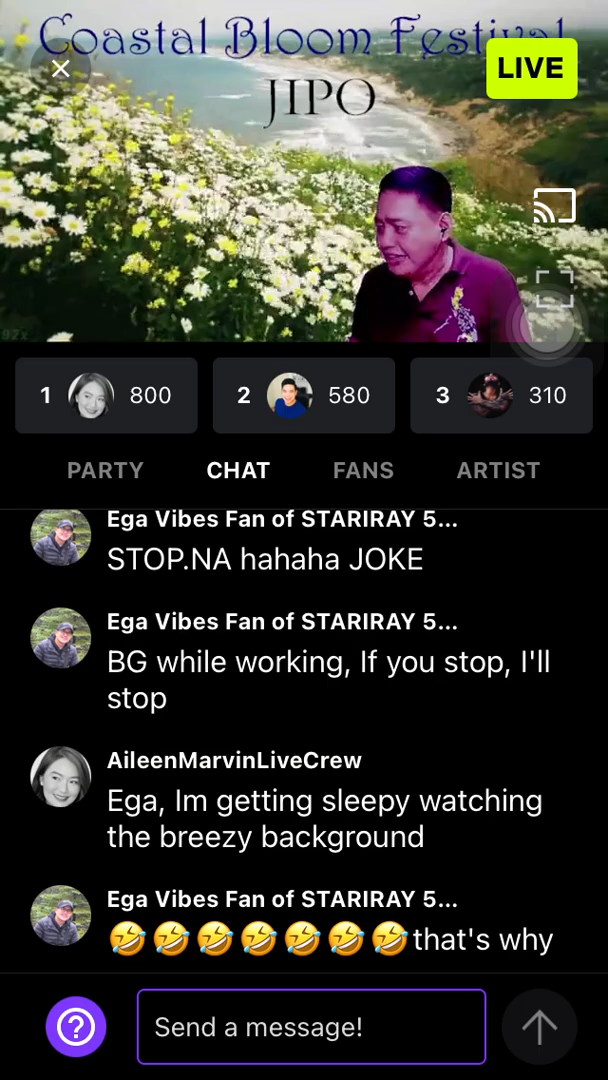 Coastal Bloom Festival
LIVE
JIPO
1 800 2 580 3 310
PARTY CHAT FANS ARTIST
Ega Vibes Fan of STARIRAY 5...
STOP.NA hahaha JOKE
Ega Vibes Fan of STARIRAY 5...
BG while working, If you stop, I'll
stop
AileenMarvinLiveCrew
Ega, Im getting sleepy watching
the breezy background
Ega Vibes Fan of STARIRAY 5...
🤣🤣🤣🤣🤣🤣🤣that's why
Send a message!